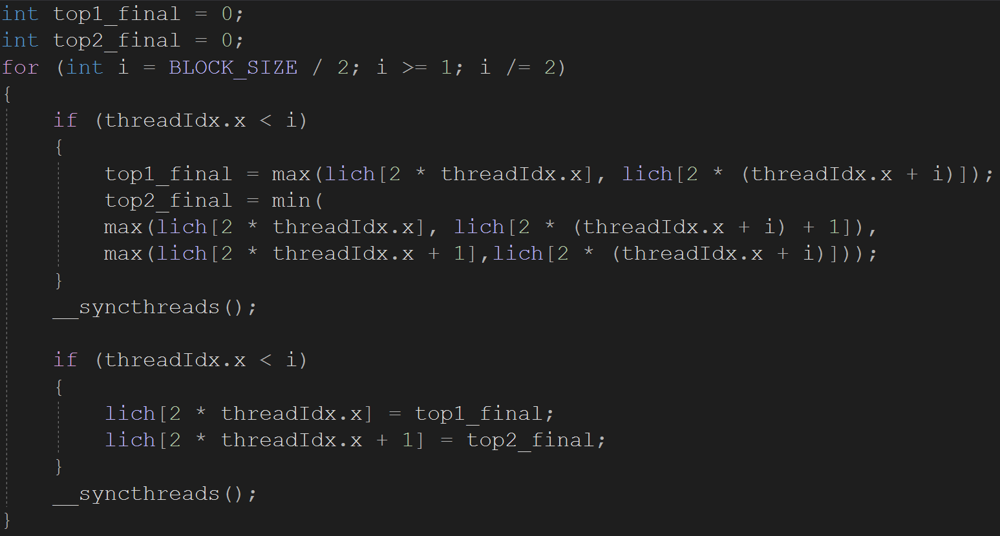 int top1_final = 0;
int top2_final = 0;
for (int i = BLOCK_SIZE / 2; i >= 1; i /= 2)
{
    if (threadIdx.x < i)
    {
        top1_final = max(lich[2 * threadIdx.x], lich[2 * (threadIdx.x + i)]);
        top2_final = min(
        max(lich[2 * threadIdx.x], lich[2 * (threadIdx.x + i) + 1]),
        max(lich[2 * threadIdx.x + 1],lich[2 * (threadIdx.x + i)]));
    }
    __syncthreads();
    if (threadIdx.x < i)
    {
        lich[2 * threadIdx.x] = top1_final;
        lich[2 * threadIdx.x + 1] = top2_final;
    }
    __syncthreads();
}